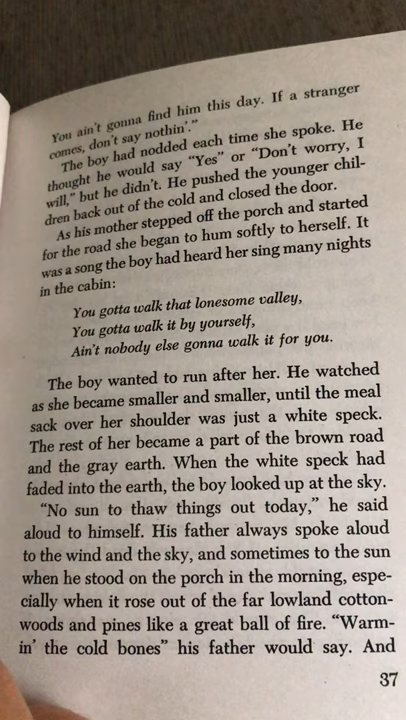 You ain't gonna find him this day. If a stranger
comes, don't say nothin'."
The boy had nodded each time she spoke. He
thought he would say "Yes" or "Don't worry, I
will," but he didn't. He pushed the younger chil-
dren back out of the cold and closed the door.
As his mother stepped off the porch and started
for the road she began to hum softly to herself. It
was a song the boy had heard her sing many nights
in the cabin:
You gotta walk that lonesome valley,
You gotta walk it by yourself,
Ain't nobody else gonna walk it for you.
The boy wanted to run after her. He watched
as she became smaller and smaller, until the meal
sack over her shoulder was just a white speck.
The rest of her became a part of the brown road
and the gray earth. When the white speck had
faded into the earth, the boy looked up at the sky.
"No sun to thaw things out today," he said
aloud to himself. His father always spoke aloud
to the wind and the sky, and sometimes to the sun
when he stood on the porch in the morning, espe-
cially when it rose out of the far lowland cotton-
woods and pines like a great ball of fire. "Warm-
in' the cold bones" his father would say. And
37